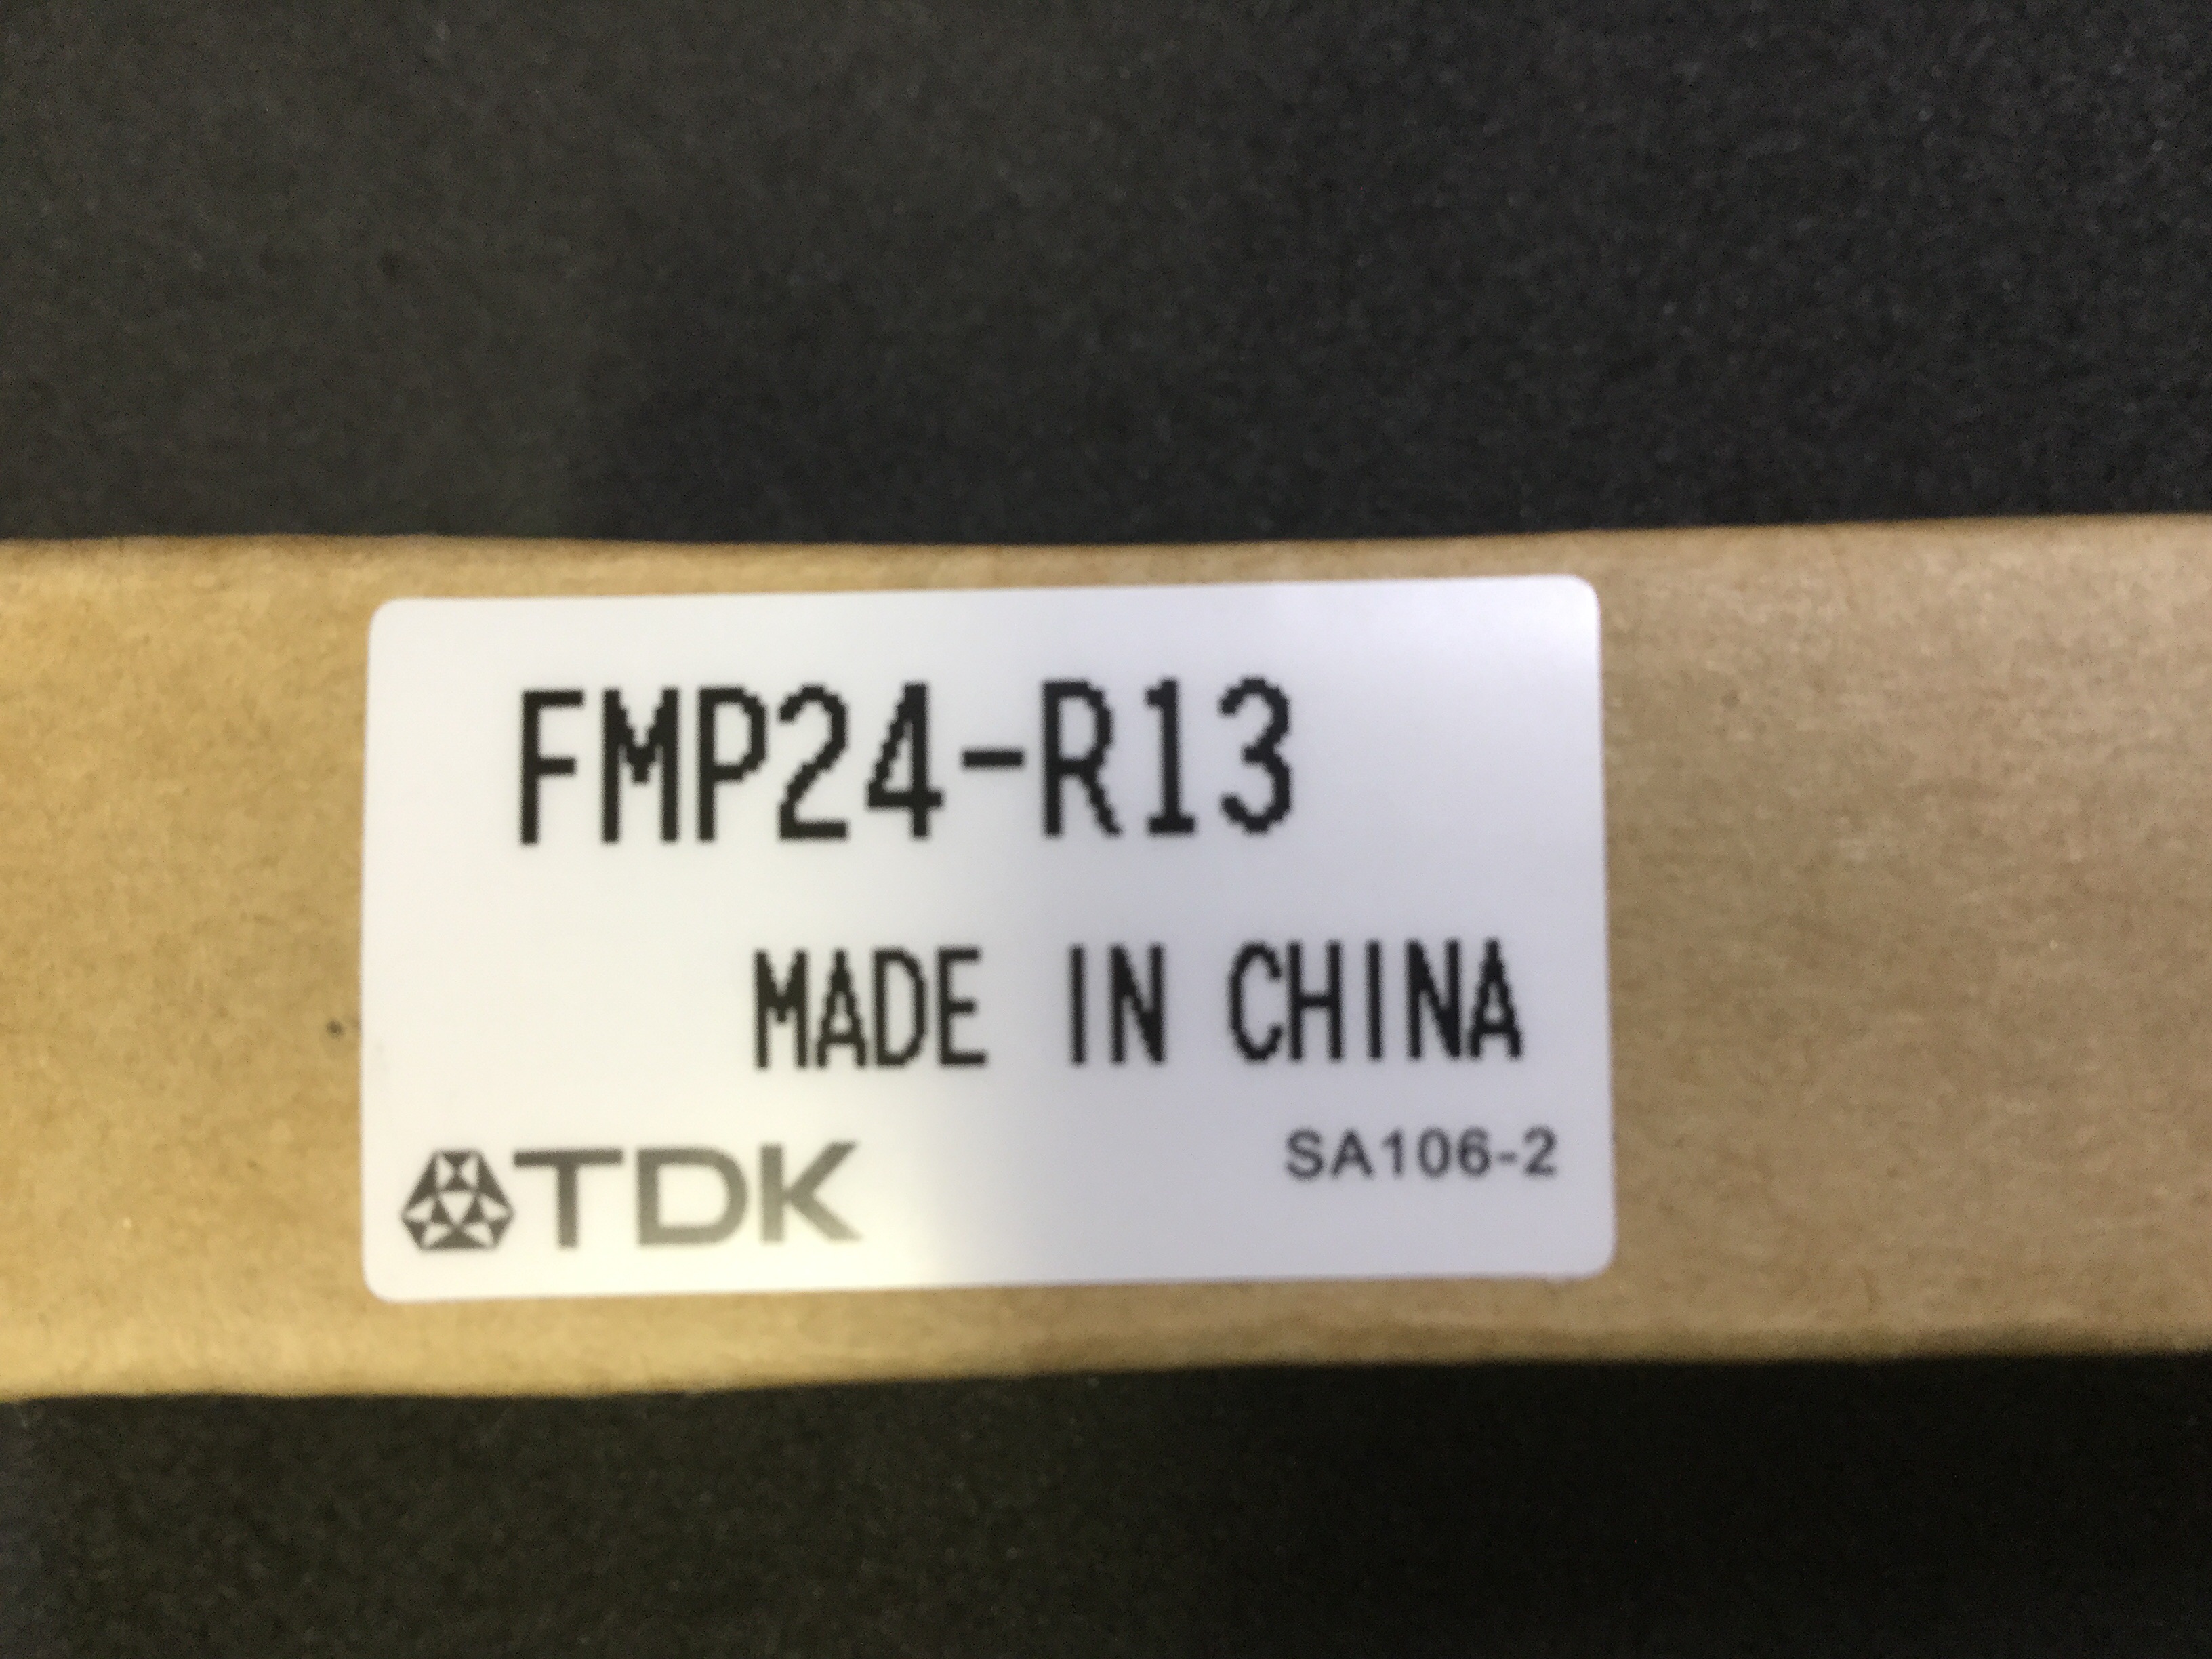 FMP24-R13
MADE IN CHINA
TDK
SA106-2